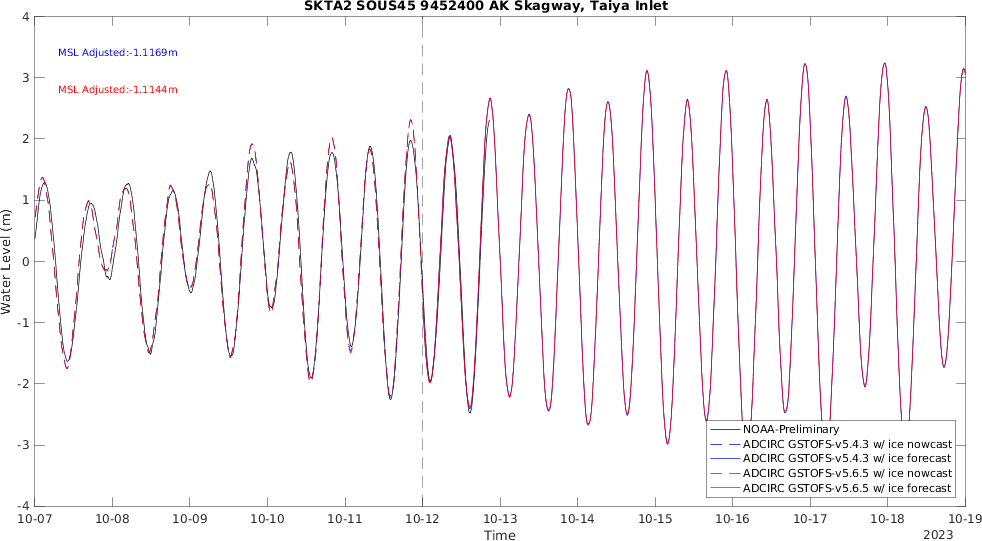 SKTA2 SOUS45 9452400 AK Skagway, Taiya Inlet
4
MSL Adjusted:-1.1169m
3
MSL Adjusted:-1.1144m
2
1
0
-1
-2
-3
-4
Water Level (m)
NOAA-Preliminary
ADCIRC GSTOFS-v5.4.3 w/ ice nowcast
ADCIRC GSTOFS-v5.4.3 w/ ice forecast
ADCIRC GSTOFS-v5.6.5 w/ ice nowcast
ADCIRC GSTOFS-v5.6.5 w/ ice forecast
10-07 10-08 10-09 10-10 10-11 10-12 10-13 10-14 10-15 10-16 10-17 10-18 10-19
Time
2023